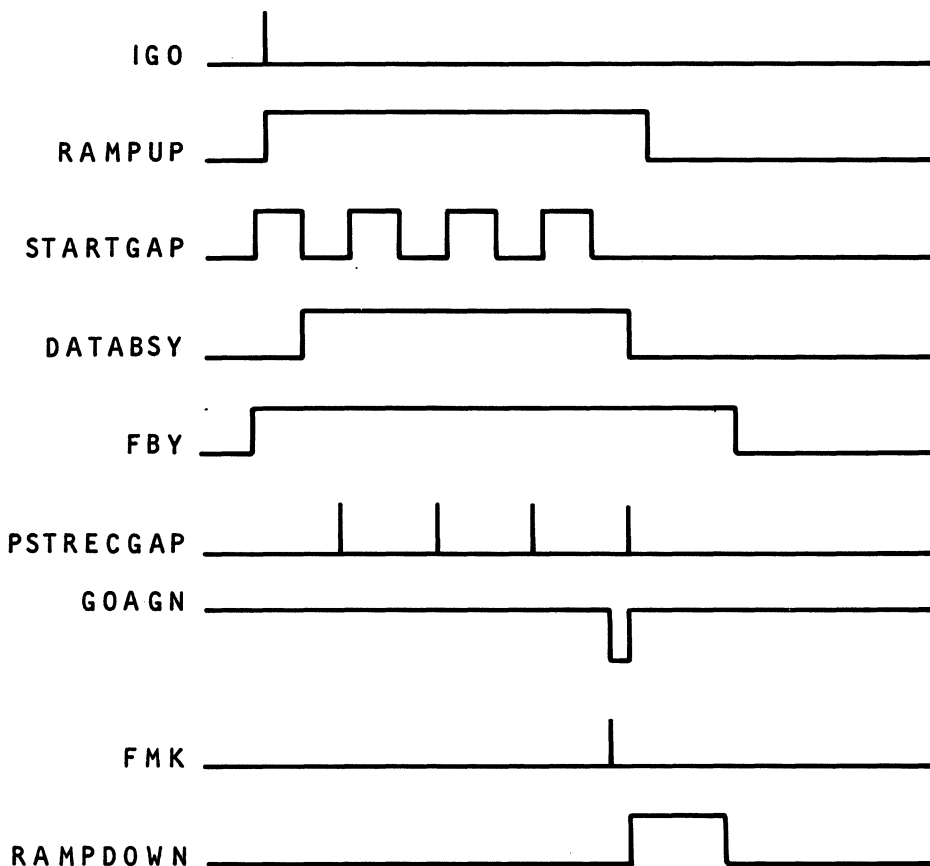 IGO
RAMPUP
STARTGAP
DATABSY
FBY
PSTRECGAP
GOAGN
FMK
RAMPDOWN